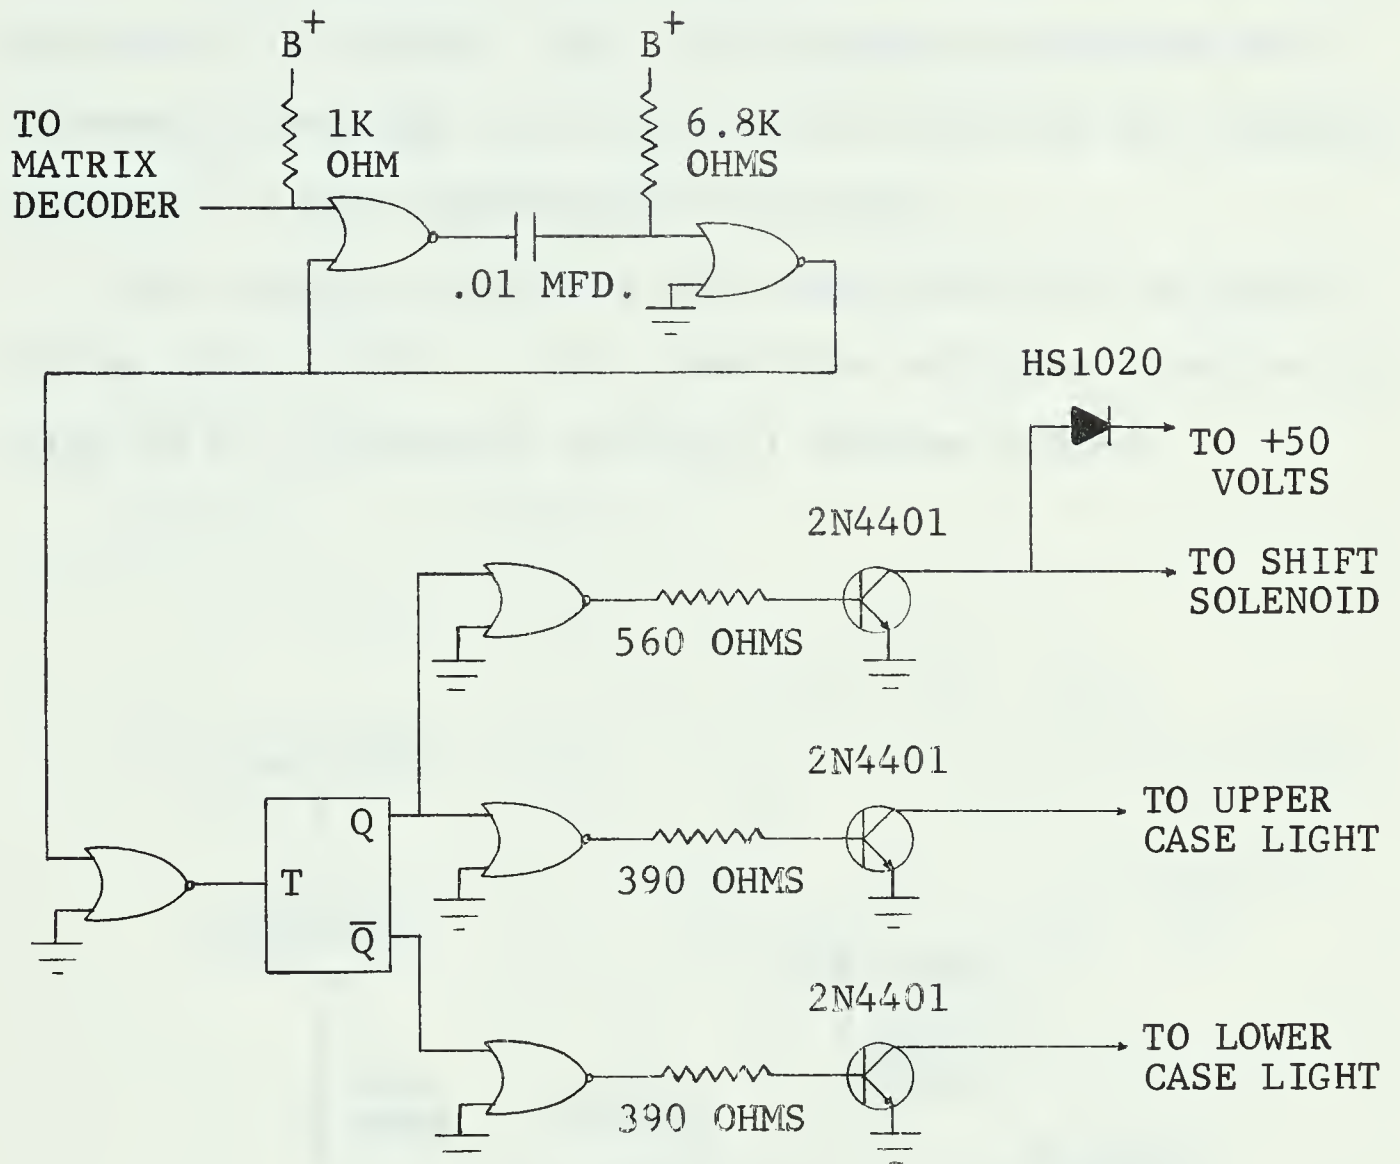 B+
B+
TO
MATRIX
DECODER
1K
OHM
6.8K
OHMS
.01 MFD.
HS1020
TO +50
VOLTS
2N4401
TO SHIFT
SOLENOID
560 OHMS
2N4401
TO UPPER
CASE LIGHT
Q
T
390 OHMS
Q̅
2N4401
TO LOWER
CASE LIGHT
390 OHMS